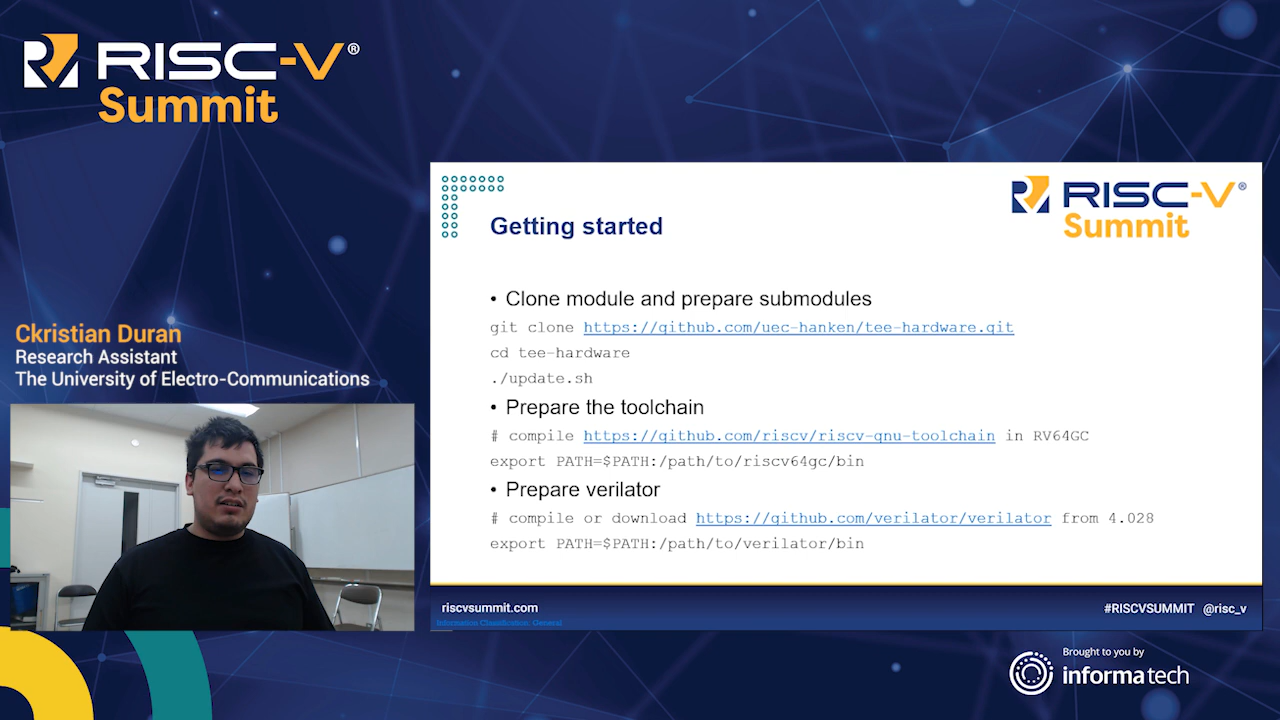 RISC-V®
Summit
Ckristian Duran
Research Assistant
The University of Electro-Communications
RISC-V®
Summit
Getting started
• Clone module and prepare submodules
git clone https://github.com/uec-hanken/tee-hardware.git
cd tee-hardware
./update.sh
• Prepare the toolchain
# compile https://github.com/riscv/riscv-gnu-toolchain in RV64GC
export PATH=$PATH:/path/to/riscv64gc/bin
• Prepare verilator
# compile or download https://github.com/verilator/verilator from 4.028
export PATH=$PATH:/path/to/verilator/bin
riscvsummit.com
#RISCVSUMMIT @risc_v
Information Classification: General
Brought to you by
informa tech